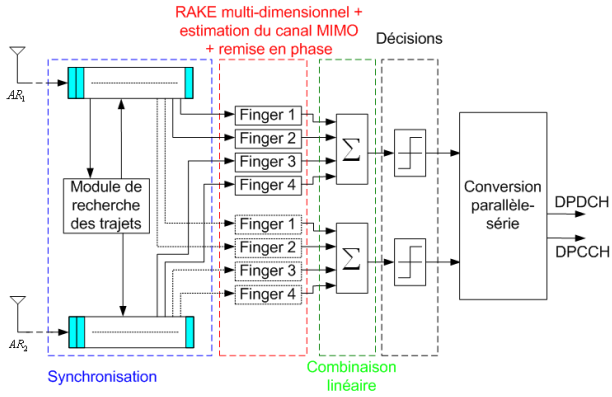 RAKE multi-dimensionnel +
estimation du canal MIMO
+ remise en phase
Décisions
AR1
Finger 1
Finger 2
Finger 3
Finger 4
Σ
Module de
recherche
des trajets
Conversion
parallèle-
série
DPDCH
DPCCH
Finger 1
Finger 2
Finger 3
Finger 4
Σ
AR2
Synchronisation
Combinaison
linéaire